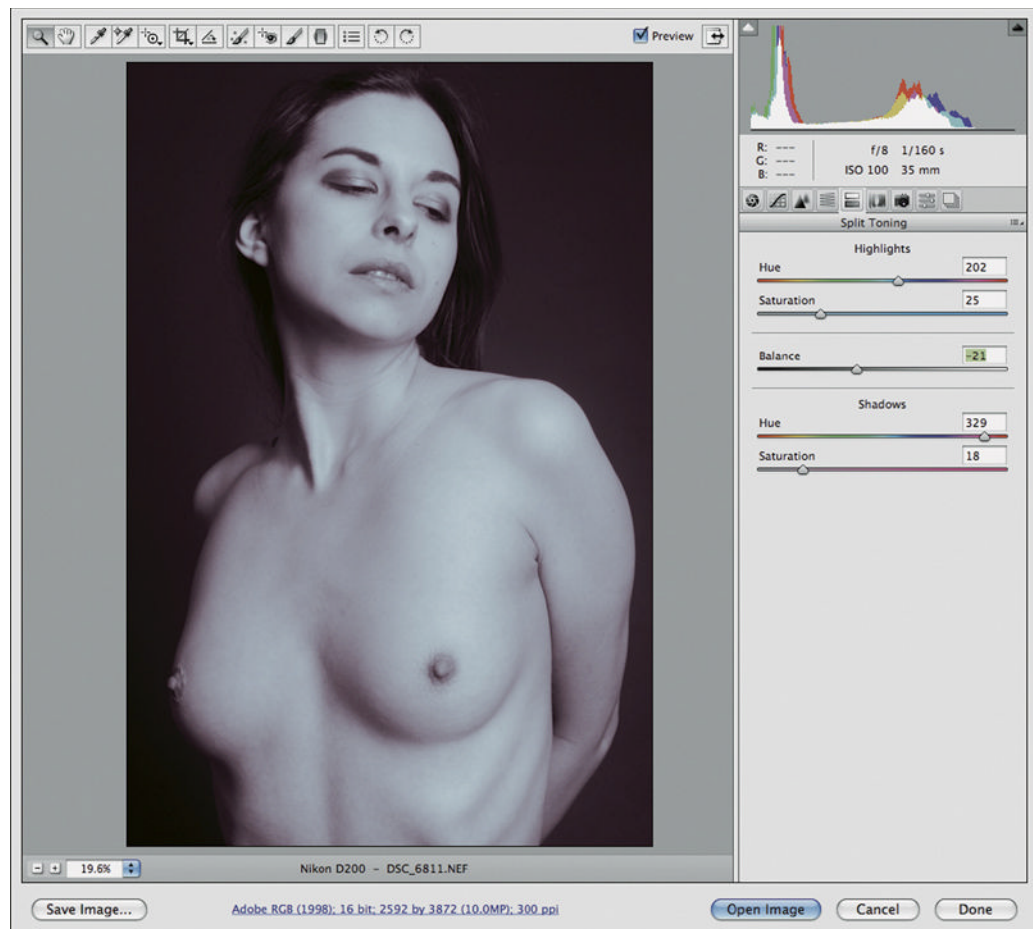 Preview
R: ---
G: ---
B: ---
f/8 1/160 s
ISO 100 35 mm
Split Toning
Highlights
Hue 202
Saturation 25
Balance -21
Shadows
Hue 329
Saturation 18
19.6%
Nikon D200 - DSC_6811.NEF
Save Image...
Adobe RGB (1998); 16 bit; 2592 by 3872 (10.0MP); 300 ppi
Open Image
Cancel
Done